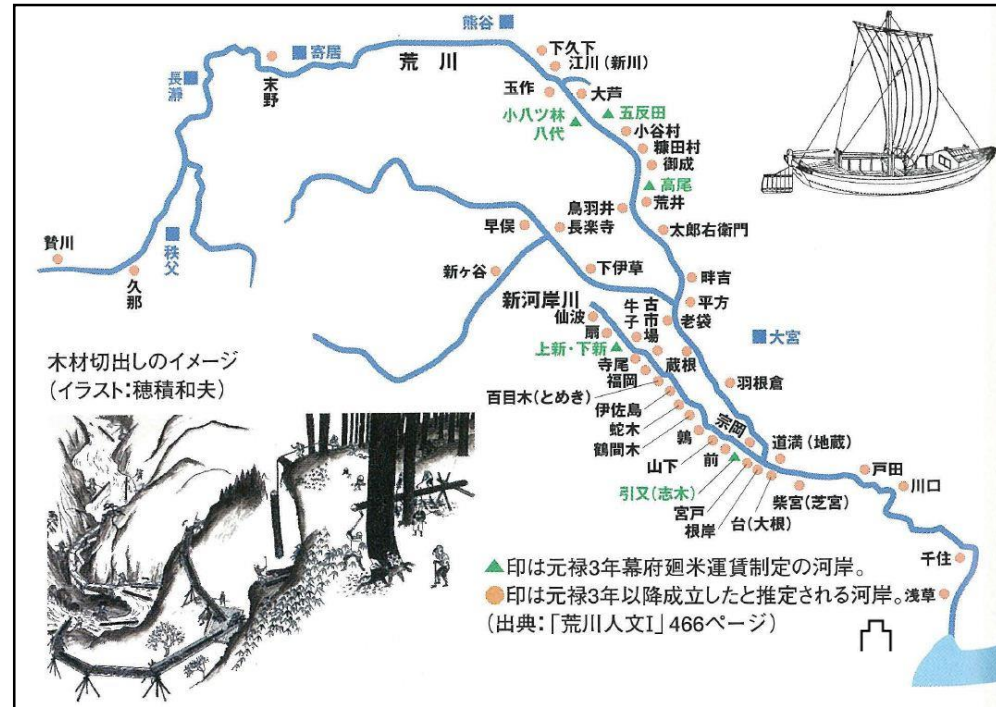 熊谷
寄居
荒川
下久下
江川(新川)
長瀞
末野
玉作
大芦
小八ツ林
八代
五反田
小谷村
糠田村
御成
高尾
荒井
鳥羽井
早俣
長楽寺
太郎右衛門
贄川
久那
秩父
新ヶ谷
下伊草
畔吉
平方
新河岸川
仙波
牛子
古市場
老袋
扇
大宮
上新・下新
蔵根
寺尾
福岡
羽根倉
百目木(とめき)
伊佐島
蛇木
鶴間木
鶉
宗岡
道満(地蔵)
山下
前
戸田
川口
引又(志木)
柴宮(芝宮)
宮戸
根岸
台(大根)
千住
浅草
木材切出しのイメージ
(イラスト:穂積和夫)
▲印は元禄3年幕府廻米運賃制定の河岸。
●印は元禄3年以降成立したと推定される河岸。
(出典:「荒川人文I」466ページ)